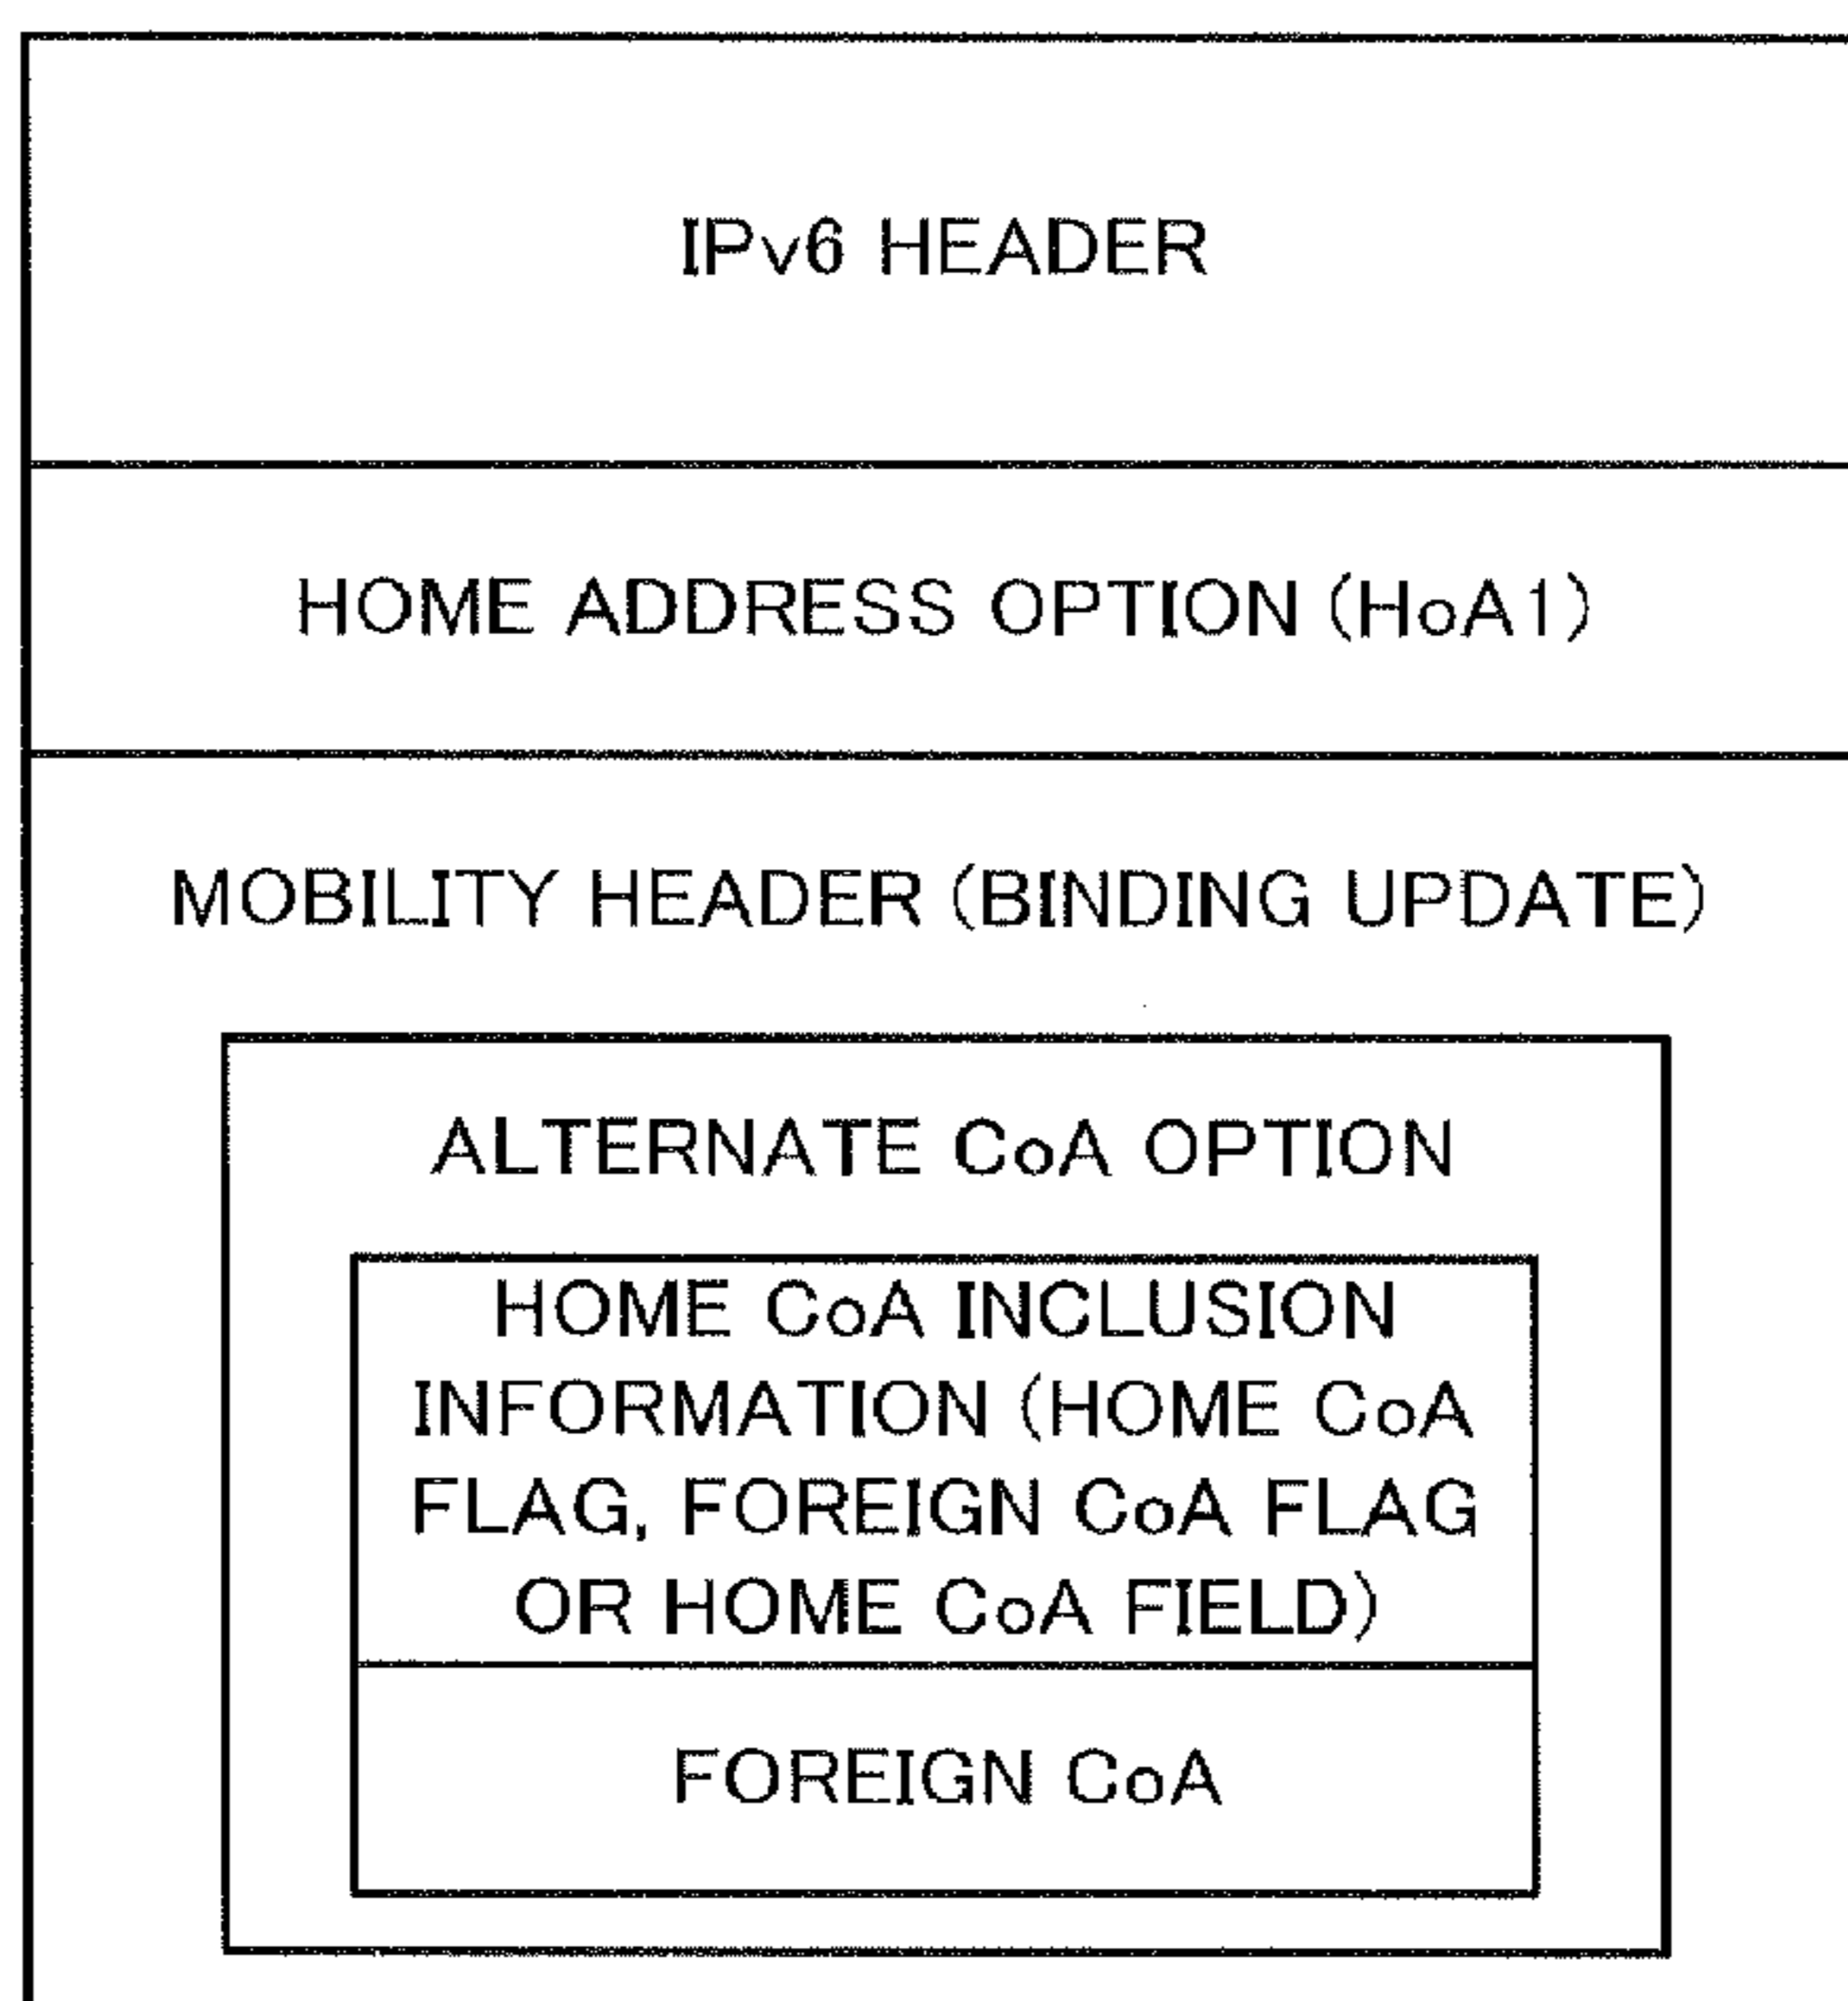 IPv6 HEADER
HOME ADDRESS OPTION (HoA1)
MOBILITY HEADER (BINDING UPDATE)
ALTERNATE CoA OPTION
HOME CoA INCLUSION
INFORMATION (HOME CoA
FLAG, FOREIGN CoA FLAG
OR HOME CoA FIELD)
FOREIGN CoA